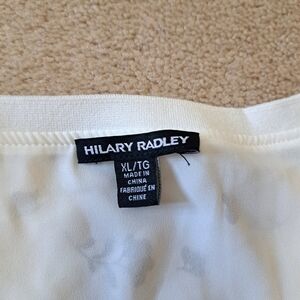 HILARY RADLEY
XL/TG
MADE IN
CHINA
FABRIQUÉ EN
CHINE